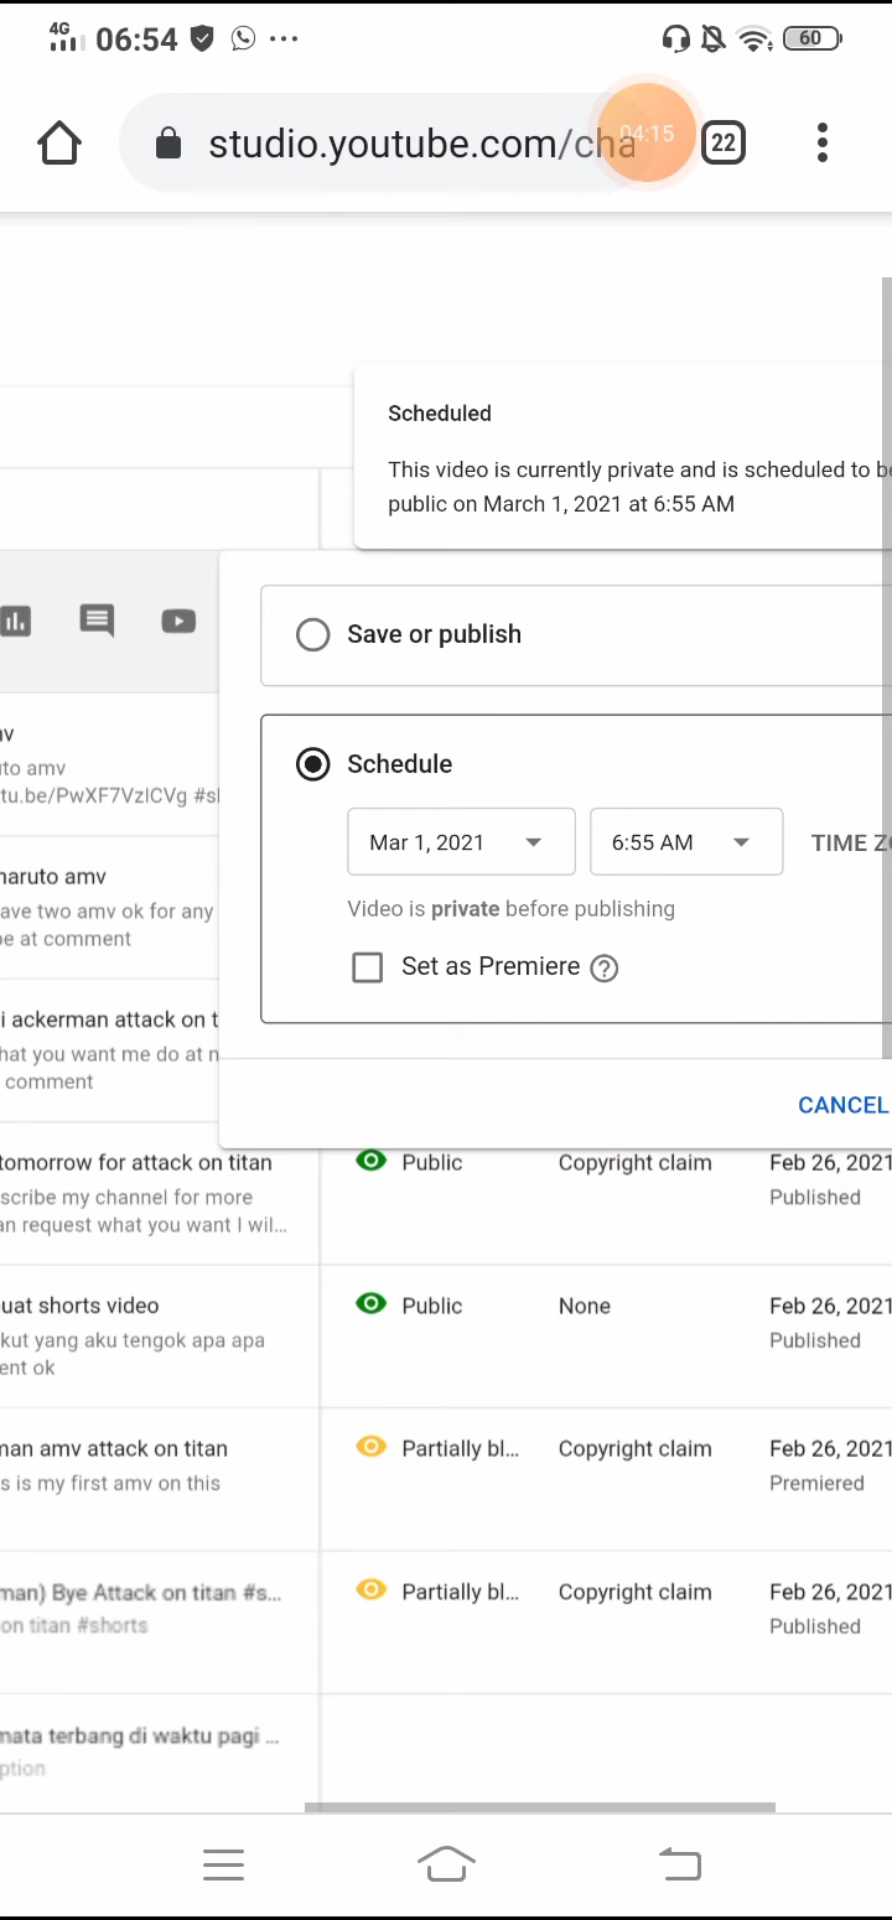 4G 06:54 60
studio.youtube.com/cha 04:15 22
Scheduled
This video is currently private and is scheduled to be
public on March 1, 2021 at 6:55 AM
Save or publish
Schedule
Mar 1, 2021 6:55 AM TIME ZO
Video is private before publishing
Set as Premiere ?
CANCEL
v
to amv
tu.be/PwXF7VzICVg #sh
naruto amv
ave two amv ok for any
be at comment
i ackerman attack on t
hat you want me do at n
comment
tomorrow for attack on titan Public Copyright claim Feb 26, 2021
scribe my channel for more Published
an request what you want I wil...
uat shorts video Public None Feb 26, 2021
kut yang aku tengok apa apa Published
ent ok
man amv attack on titan Partially bl... Copyright claim Feb 26, 2021
s is my first amv on this Premiered
man) Bye Attack on titan #s... Partially bl... Copyright claim Feb 26, 2021
on titan #shorts Published
mata terbang di waktu pagi ...
ption